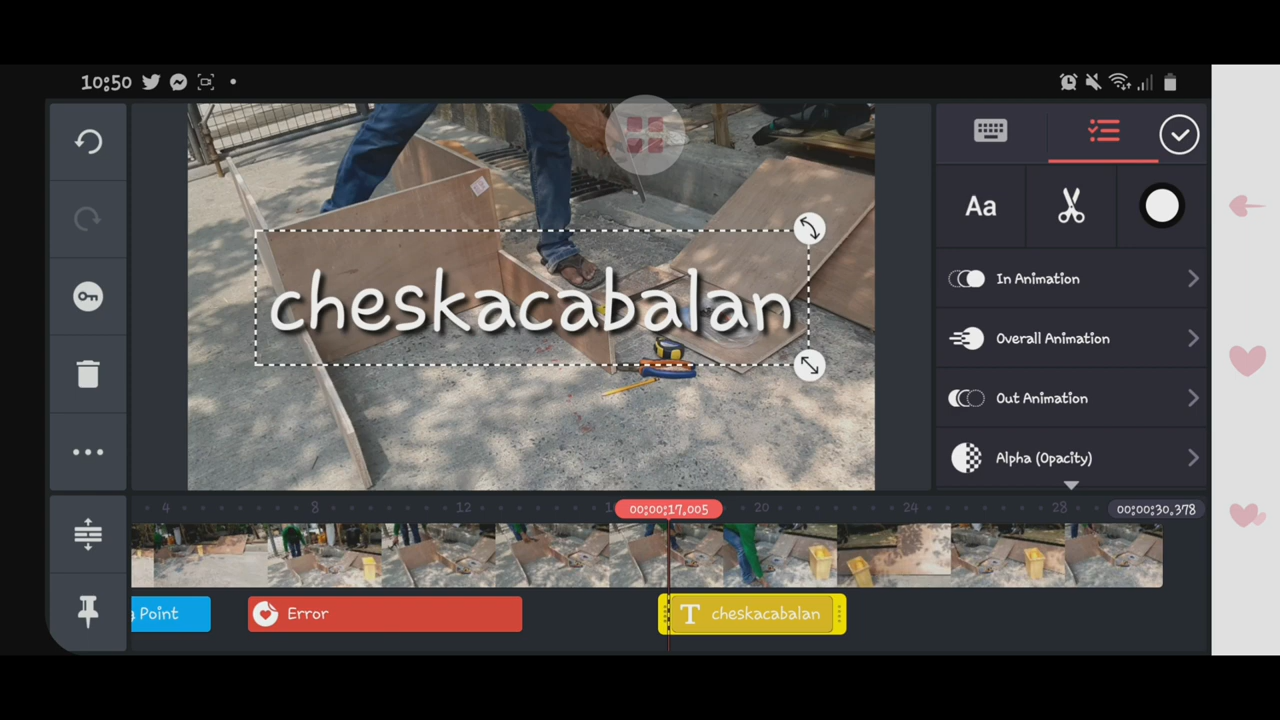 10:50
Aa
In Animation
Overall Animation
Out Animation
Alpha (Opacity)
cheskacabalan
4
8
12
00:00:17,005
20
24
28
00:00:30,378
Point
Error
T cheskacabalan